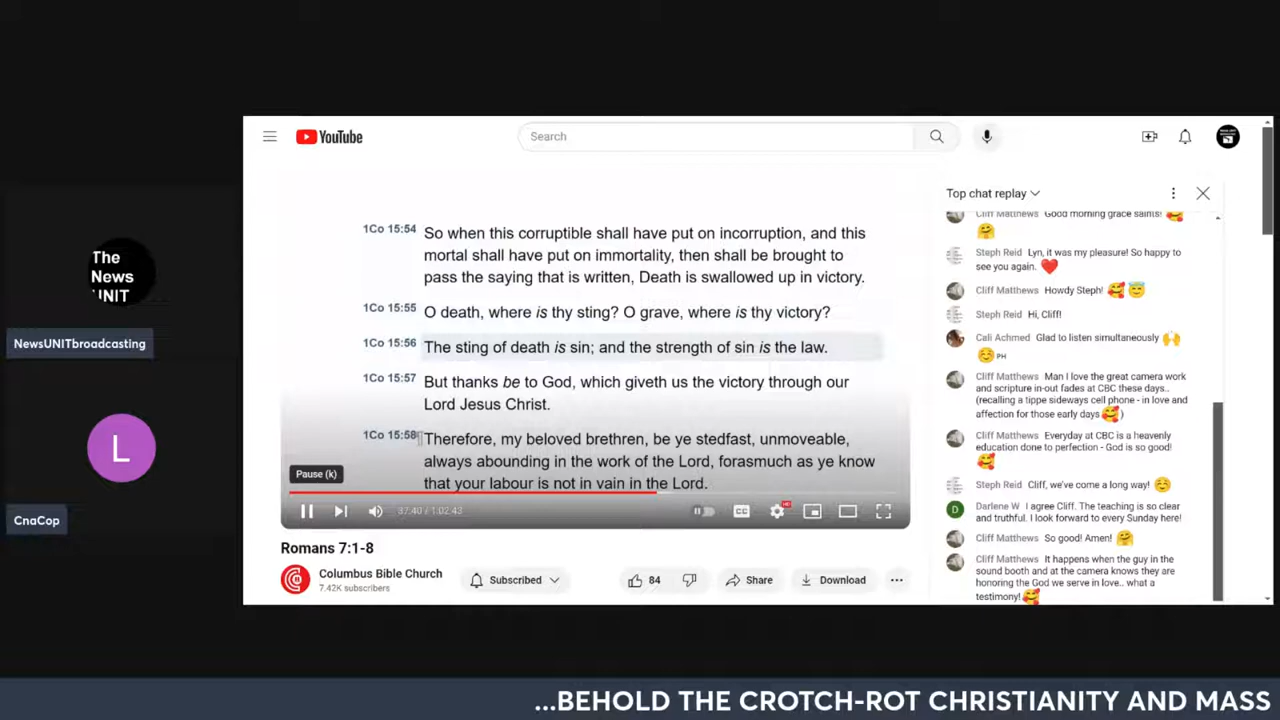 The
News
UNIT
NewsUNITbroadcasting
L
CnaCop
YouTube
Search
1Co 15:54 So when this corruptible shall have put on incorruption, and this
mortal shall have put on immortality, then shall be brought to
pass the saying that is written, Death is swallowed up in victory.
1Co 15:55 O death, where is thy sting? O grave, where is thy victory?
1Co 15:56 The sting of death is sin; and the strength of sin is the law.
1Co 15:57 But thanks be to God, which giveth us the victory through our
Lord Jesus Christ.
1Co 15:58¶ Therefore, my beloved brethren, be ye stedfast, unmoveable,
always abounding in the work of the Lord, forasmuch as ye know
that your labour is not in vain in the Lord.
Pause (k)
37:40 / 1:02:43
CC
HD
Romans 7:1-8
Columbus Bible Church
7.42K subscribers
Subscribed
84
Share
Download
Top chat replay
Cliff Matthews Good morning grace saints! 🥰
🤗
Steph Reid Lyn, it was my pleasure! So happy to
see you again. ❤️
Cliff Matthews Howdy Steph! 🥰 😇
Steph Reid Hi, Cliff!
Cali Achmed Glad to listen simultaneously 🙌
☺️ PH
Cliff Matthews Man I love the great camera work
and scripture in-out fades at CBC these days..
(recalling a tippe sideways cell phone - in love and
affection for those early days 🥰)
Cliff Matthews Everyday at CBC is a heavenly
education done to perfection - God is so good!
🥰
Steph Reid Cliff, we've come a long way! ☺️
D
Darlene W I agree Cliff. The teaching is so clear
and truthful. I look forward to every Sunday here!
Cliff Matthews So good! Amen! 🤗
Cliff Matthews It happens when the guy in the
sound booth and at the camera knows they are
honoring the God we serve in love.. what a
testimony! 🥰
...BEHOLD THE CROTCH-ROT CHRISTIANITY AND MASS